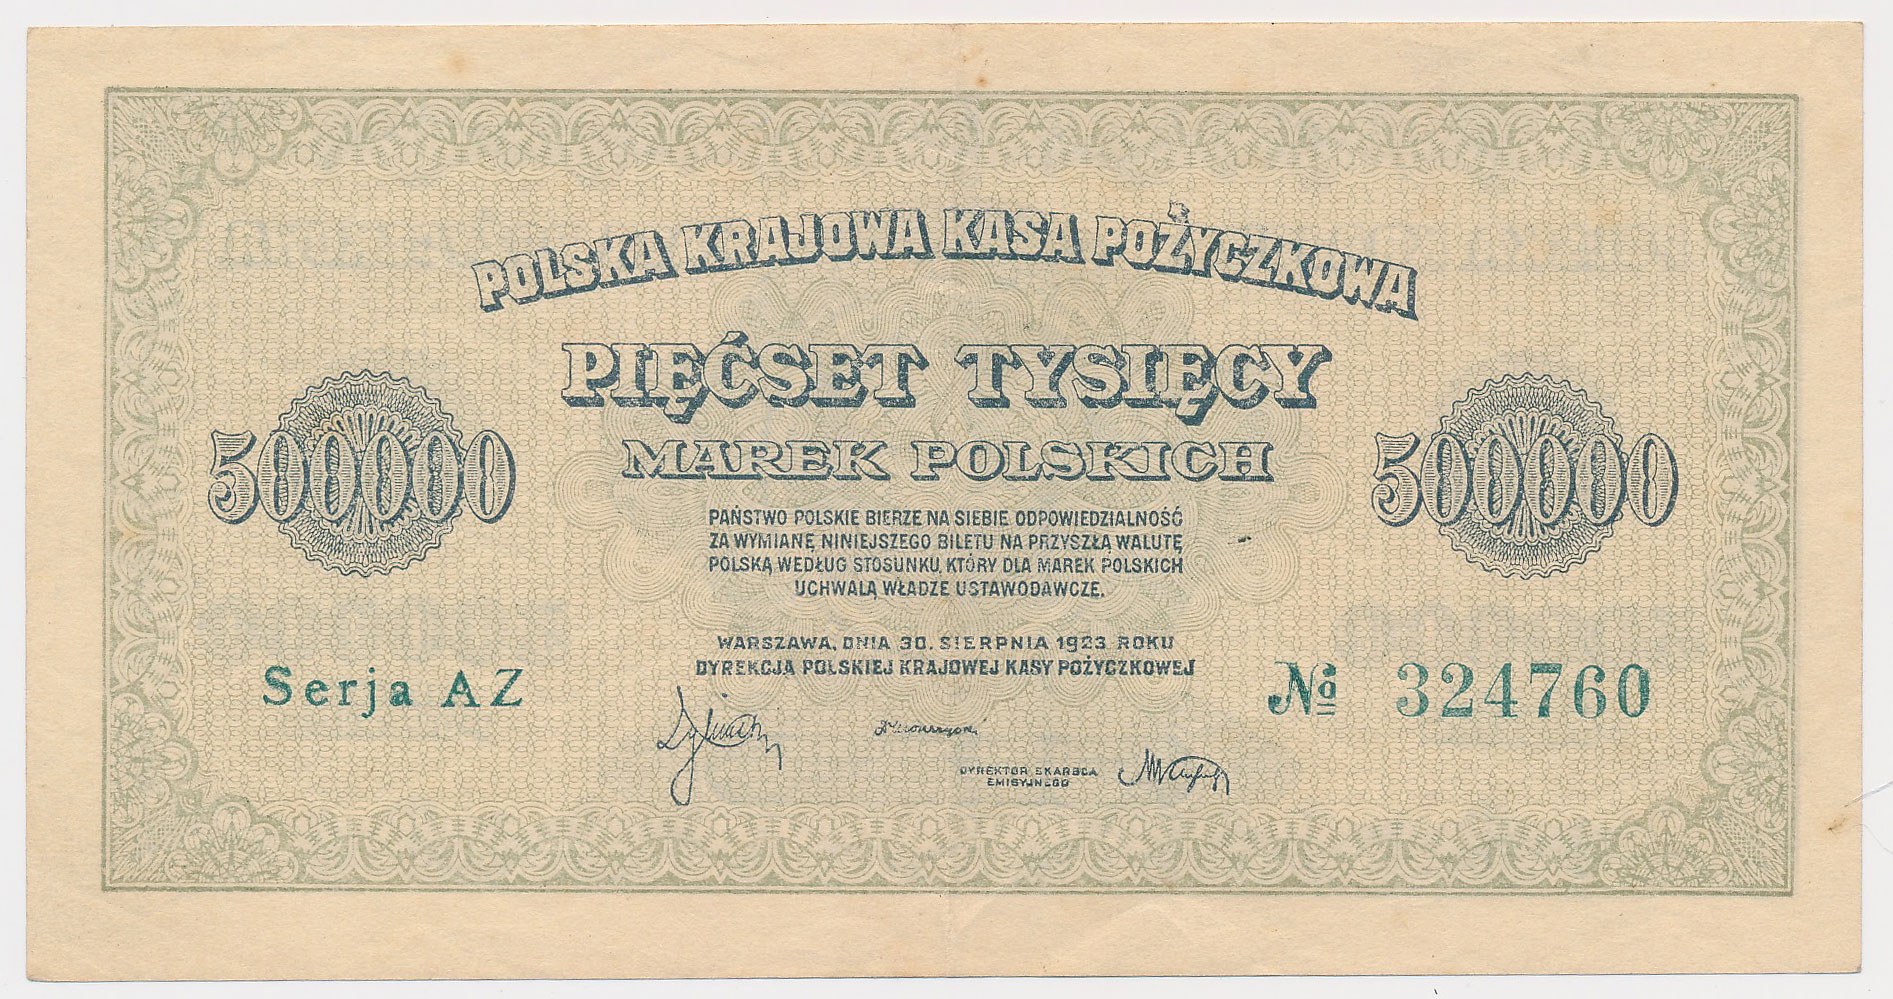 POLSKA KRAJOWA KASA POŻYCZKOWA
PIĘĆSET TYSIĘCY
MAREK POLSKICH
500000
500000
PAŃSTWO POLSKIE BIERZE NA SIEBIE ODPOWIEDZIALNOŚĆ
ZA WYMIANĘ NINIEJSZEGO BILETU NA PRZYSZŁĄ WALUTĘ
POLSKĄ WEDŁUG STOSUNKU, KTÓRY DLA MAREK POLSKICH
UCHWALĄ WŁADZE USTAWODAWCZE.
WARSZAWA, DNIA 30. SIERPNIA 1923 ROKU
DYREKCJA POLSKIEJ KRAJOWEJ KASY POŻYCZKOWEJ
Serja AZ
№ 324760
DYREKTOR SKARBCA
EMISYJNEGO